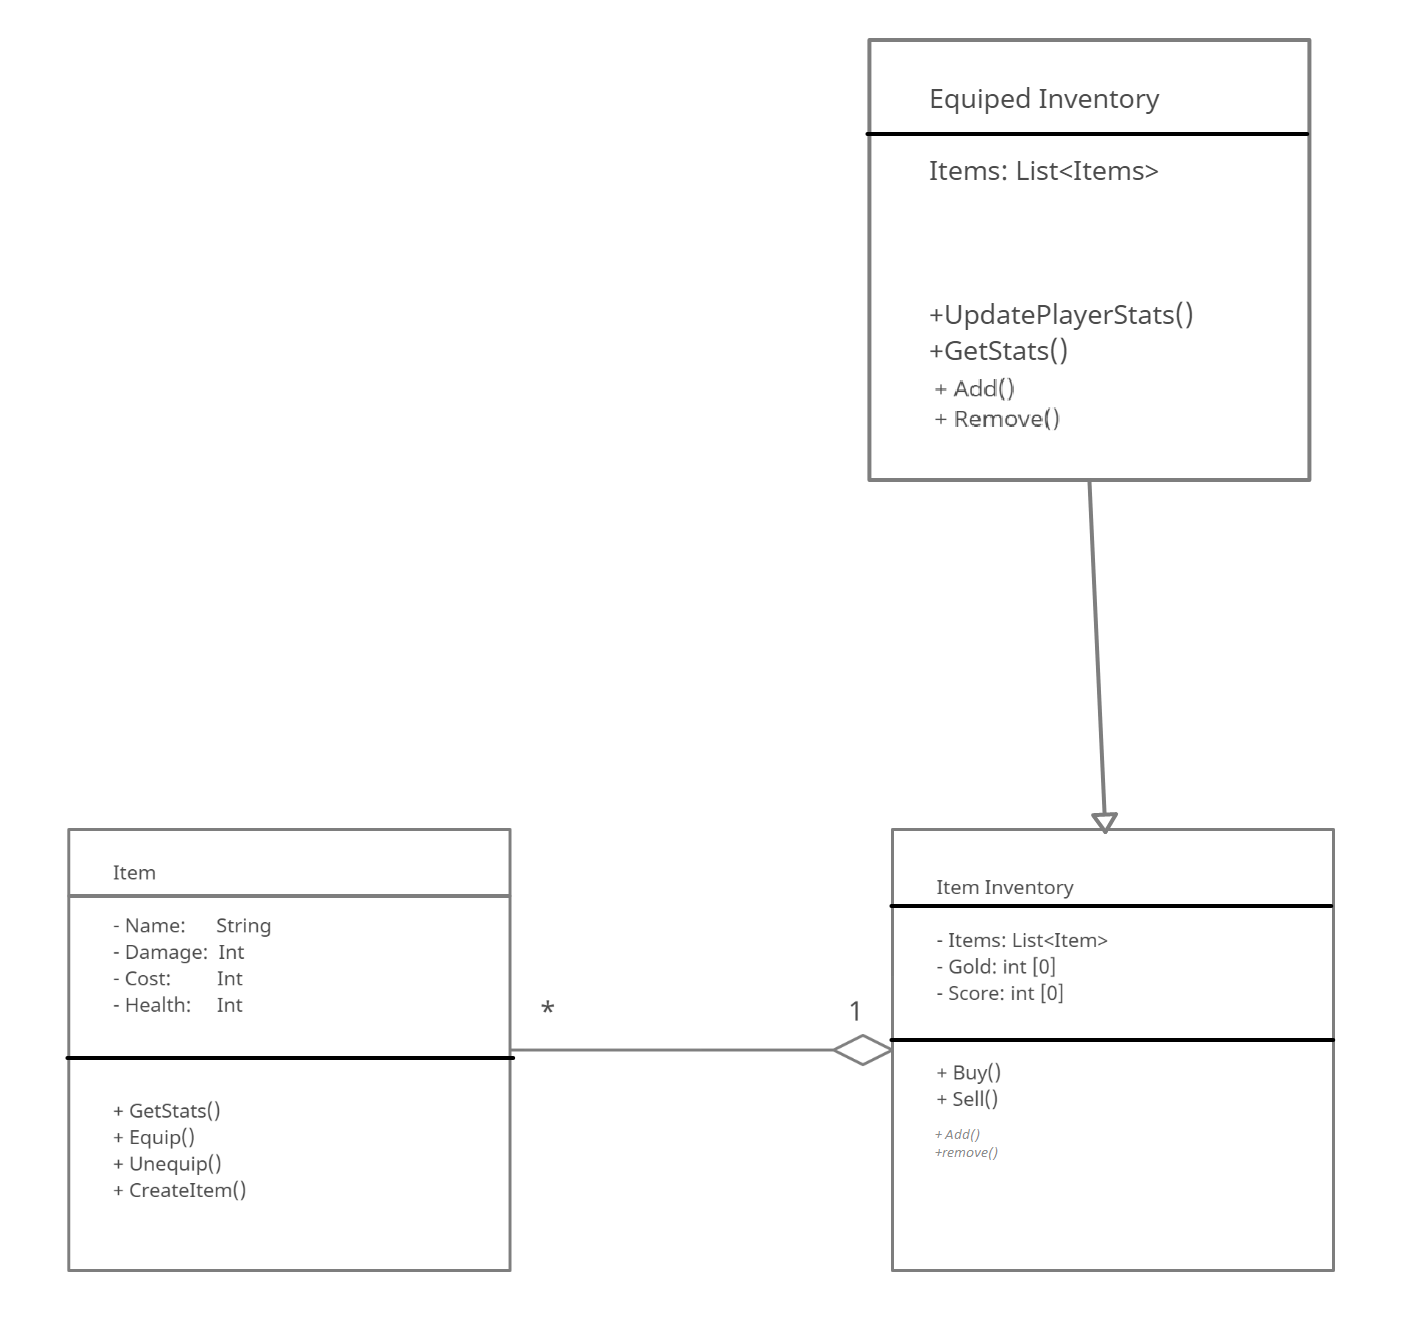 Equiped Inventory
Items: List<Items>
+UpdatePlayerStats()
+GetStats()
+ Add()
+ Remove()
Item
- Name: String
- Damage: Int
- Cost: Int
- Health: Int
+ GetStats()
+ Equip()
+ Unequip()
+ CreateItem()
*
1
Item Inventory
- Items: List<Item>
- Gold: int [0]
- Score: int [0]
+ Buy()
+ Sell()
+ Add()
+remove()